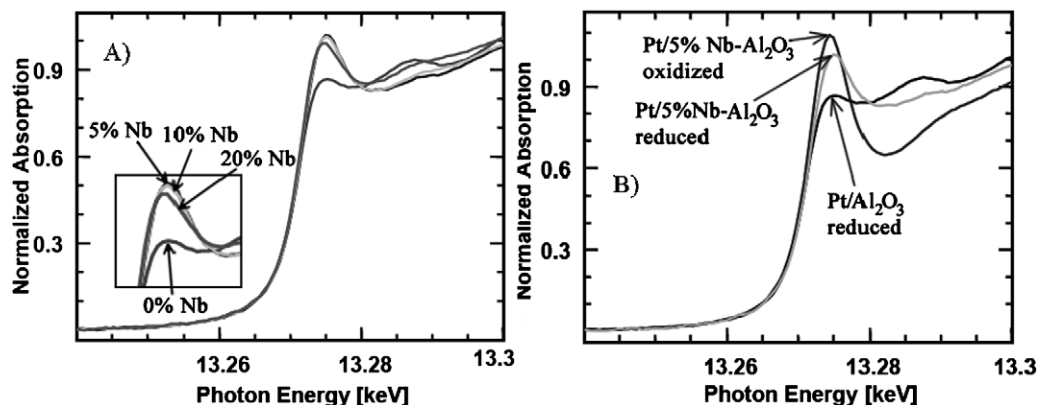 A)
0.9
0.6
0.3
Normalized Absorption
5% Nb
10% Nb
20% Nb
0% Nb
13.26
13.28
13.3
Photon Energy [keV]
B)
0.9
0.6
0.3
Normalized Absorption
Pt/5% Nb-Al₂O₃
oxidized
Pt/5%Nb-Al₂O₃
reduced
Pt/Al₂O₃
reduced
13.26
13.28
13.3
Photon Energy [keV]